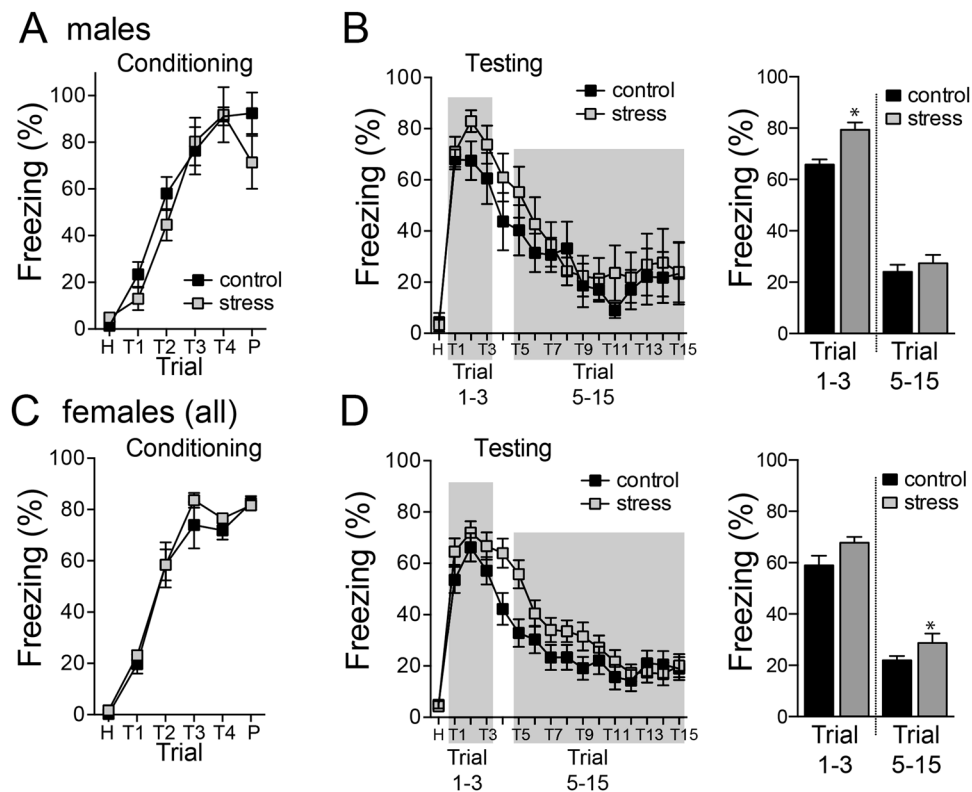 A males
Conditioning
Freezing (%)
100
80
60
40
20
0
control
stress
H T1 T2 T3 T4 P
Trial
B
Testing
Freezing (%)
80
60
40
20
0
100
control
stress
H T1 T3 T5 T7 T9 T11 T13 T15
Trial
1-3
Trial
5-15
Freezing (%)
100
80
60
40
20
0
control
stress
*
Trial
1-3
Trial
5-15
C females (all)
Conditioning
Freezing (%)
100
80
60
40
20
0
H T1 T2 T3 T4 P
Trial
D
Testing
Freezing (%)
100
80
60
40
20
0
control
stress
H T1 T3 T5 T7 T9 T11 T13 T15
Trial
1-3
Trial
5-15
Freezing (%)
100
80
60
40
20
0
control
stress
*
Trial
1-3
Trial
5-15